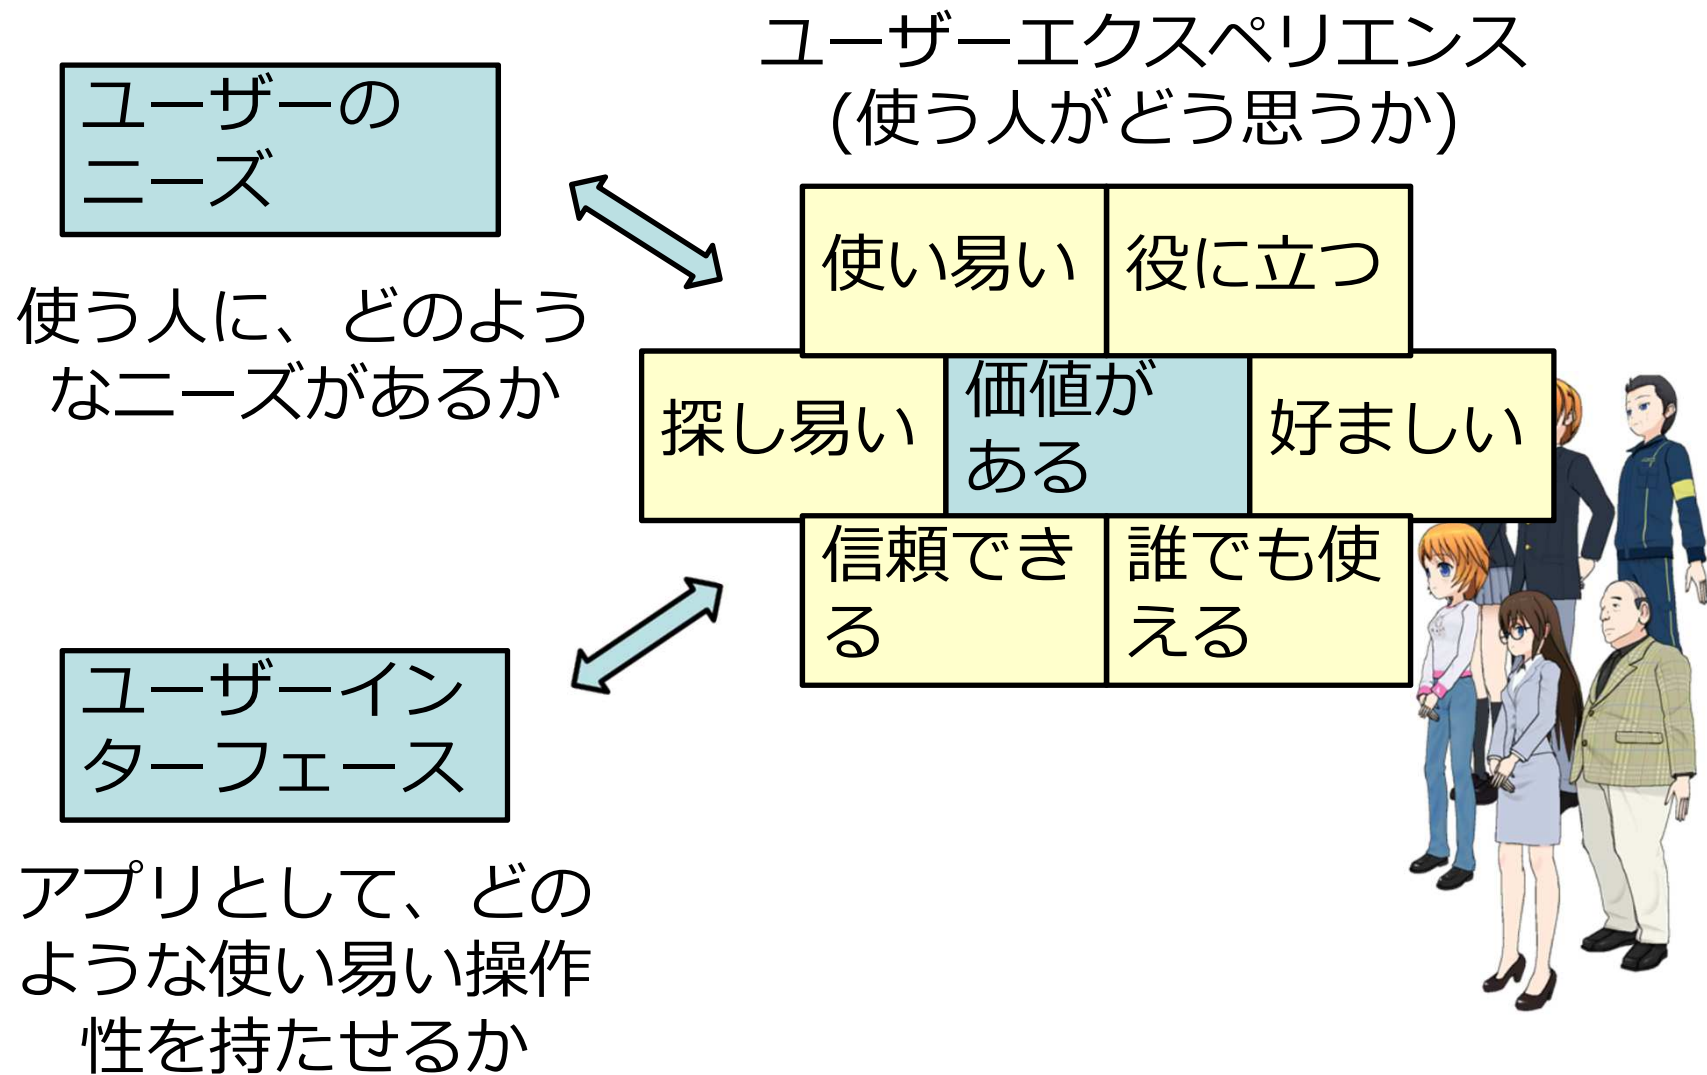 ユーザーエクスペリエンス
(使う人がどう思うか)
ユーザーの
ニーズ
使う人に、どのよう
なニーズがあるか
使い易い
役に立つ
探し易い
価値が
ある
好ましい
信頼でき
る
誰でも使
える
ユーザーイン
ターフェース
アプリとして、どの
ような使い易い操作
性を持たせるか